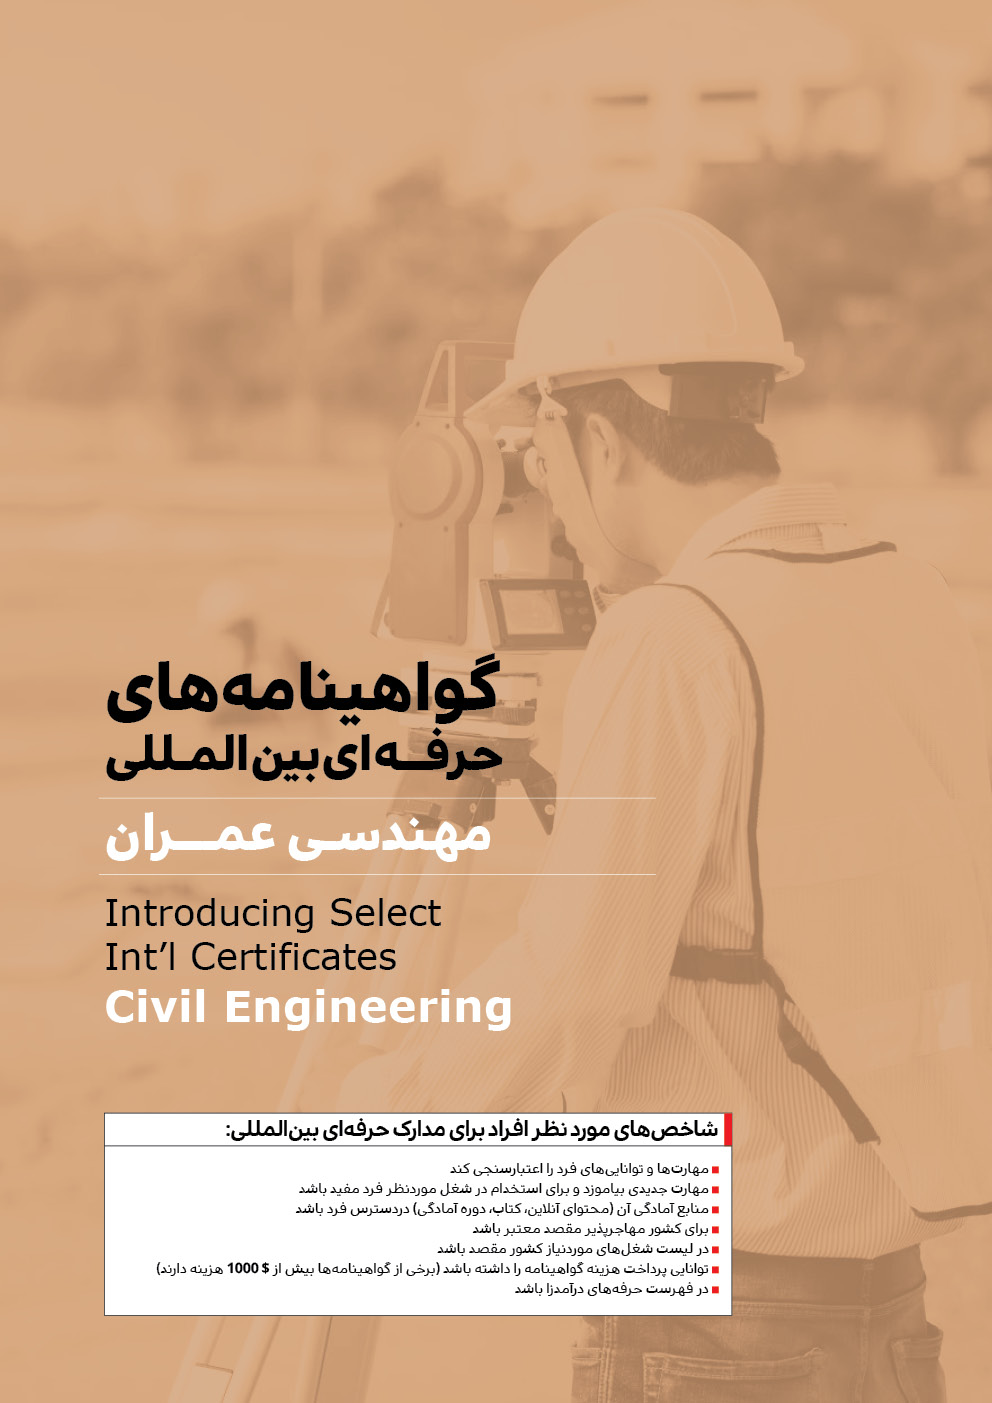 گواهینامه‌های
حرفـه‌ای بین‌المـللی
مهندسـی عمـــران
Introducing Select
Int’l Certificates
Civil Engineering
شاخص‌های مورد نظر افراد برای مدارک حرفه‌ای بین‌المللی:
■ مهارت‌ها و توانایی‌های فرد را اعتبارسنجی کند
■ مهارت جدیدی بیاموزد و برای استخدام در شغل موردنظر فرد مفید باشد
■ منابع آمادگی آن (محتوای آنلاین، کتاب، دوره آمادگی) دردسترس فرد باشد
■ برای کشور مهاجرپذیر مقصد معتبر باشد
■ در لیست شغل‌های موردنیاز کشور مقصد باشد
■ توانایی پرداخت هزینه گواهینامه را داشته باشد (برخی از گواهینامه‌ها بیش از $ 1000 هزینه دارند)
■ در فهرست حرفه‌های درآمدزا باشد